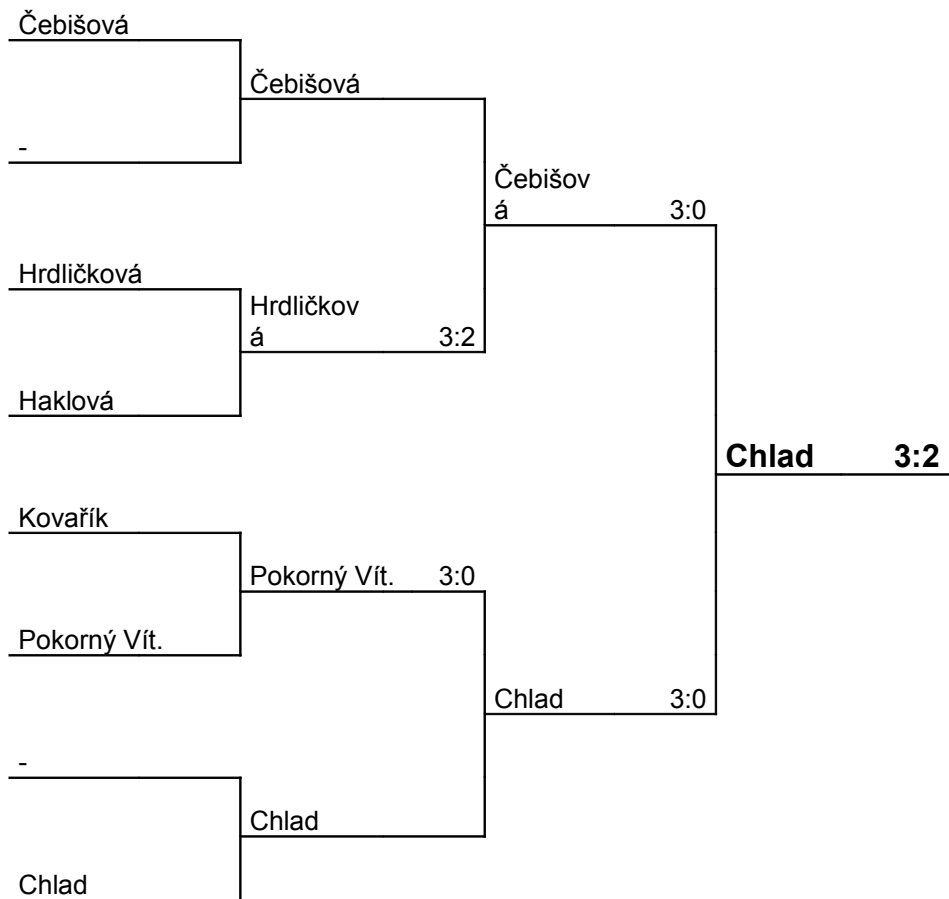 Čebišová
Čebišová
-
Čebišov
á 3:0
Hrdličková
Hrdličkov
á 3:2
Haklová
Chlad 3:2
Kovařík
Pokorný Vít. 3:0
Pokorný Vít.
Chlad 3:0
-
Chlad
Chlad